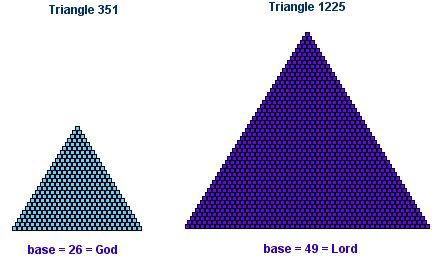 Triangle 351
Triangle 1225
base = 26 = God
base = 49 = Lord